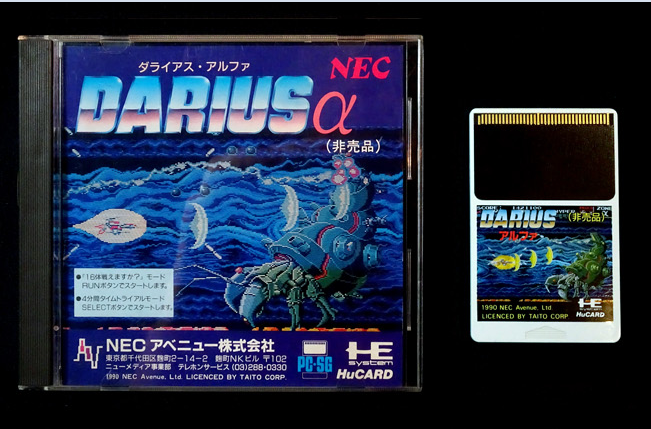 ダライアス・アルファ
NEC
DARIUS α
(非売品)
●「16体戦えますか?」モード
RUNボタンでスタートします。
●4分間タイムトライアルモード
SELECTボタンでスタートします。
NEC アベニュー株式会社
東京都千代田区麹町2-14-2 麹町NKビル 〒102
ニューメディア事業部 テレホンサービス(03)288-0330
1990 NEC Avenue, Ltd. LICENCED BY TAITO CORP.
PC-SG
HE
system
HuCARD
SCORE 1421100
ZONE
DARIUS
(非売品)
アルファ
1990 NEC Avenue, Ltd
LICENCED BY TAITO CORP.
HE
HuCARD